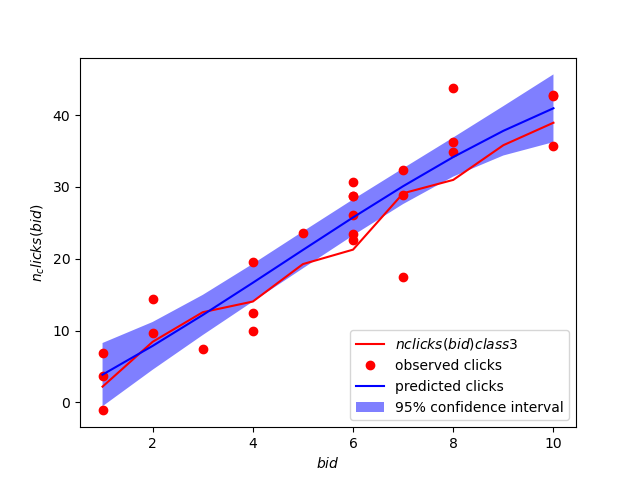 40
30
20
10
0
n_clicks(bid)
nclicks(bid)class3
observed clicks
predicted clicks
95% confidence interval
2 4 6 8 10
bid